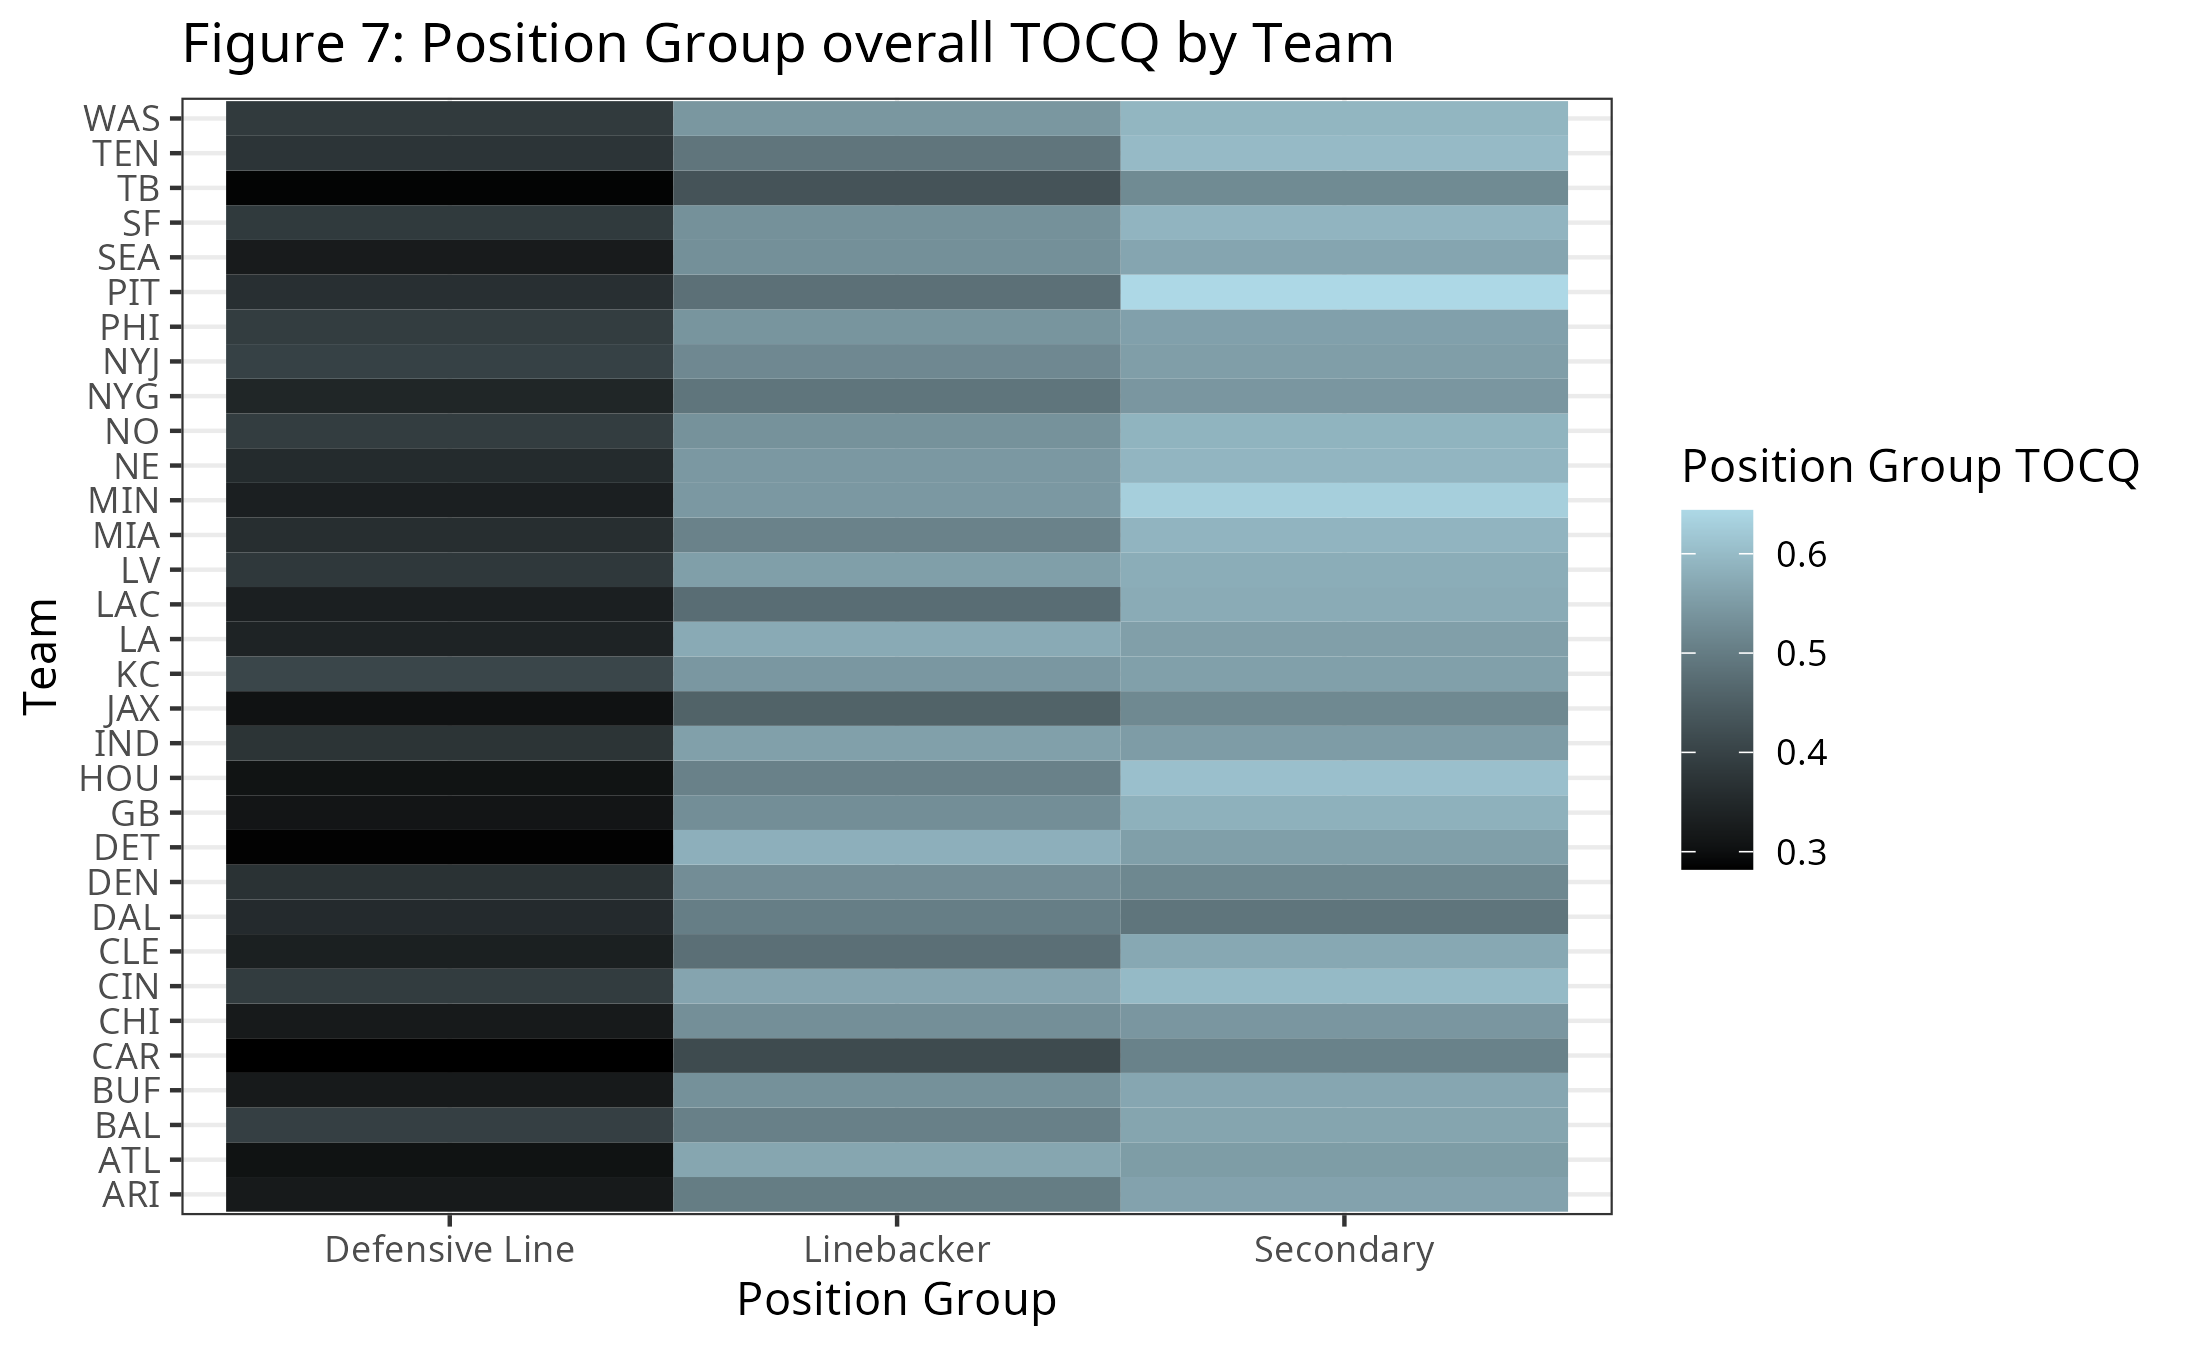 Figure 7: Position Group overall TOCQ by Team
WAS
TEN
TB
SF
SEA
PIT
PHI
NYJ
NYG
NO
NE
MIN
MIA
LV
LAC
LA
KC
JAX
IND
HOU
GB
DET
DEN
DAL
CLE
CIN
CHI
CAR
BUF
BAL
ATL
ARI
Team
Defensive Line
Linebacker
Secondary
Position Group
Position Group TOCQ
0.6
0.5
0.4
0.3